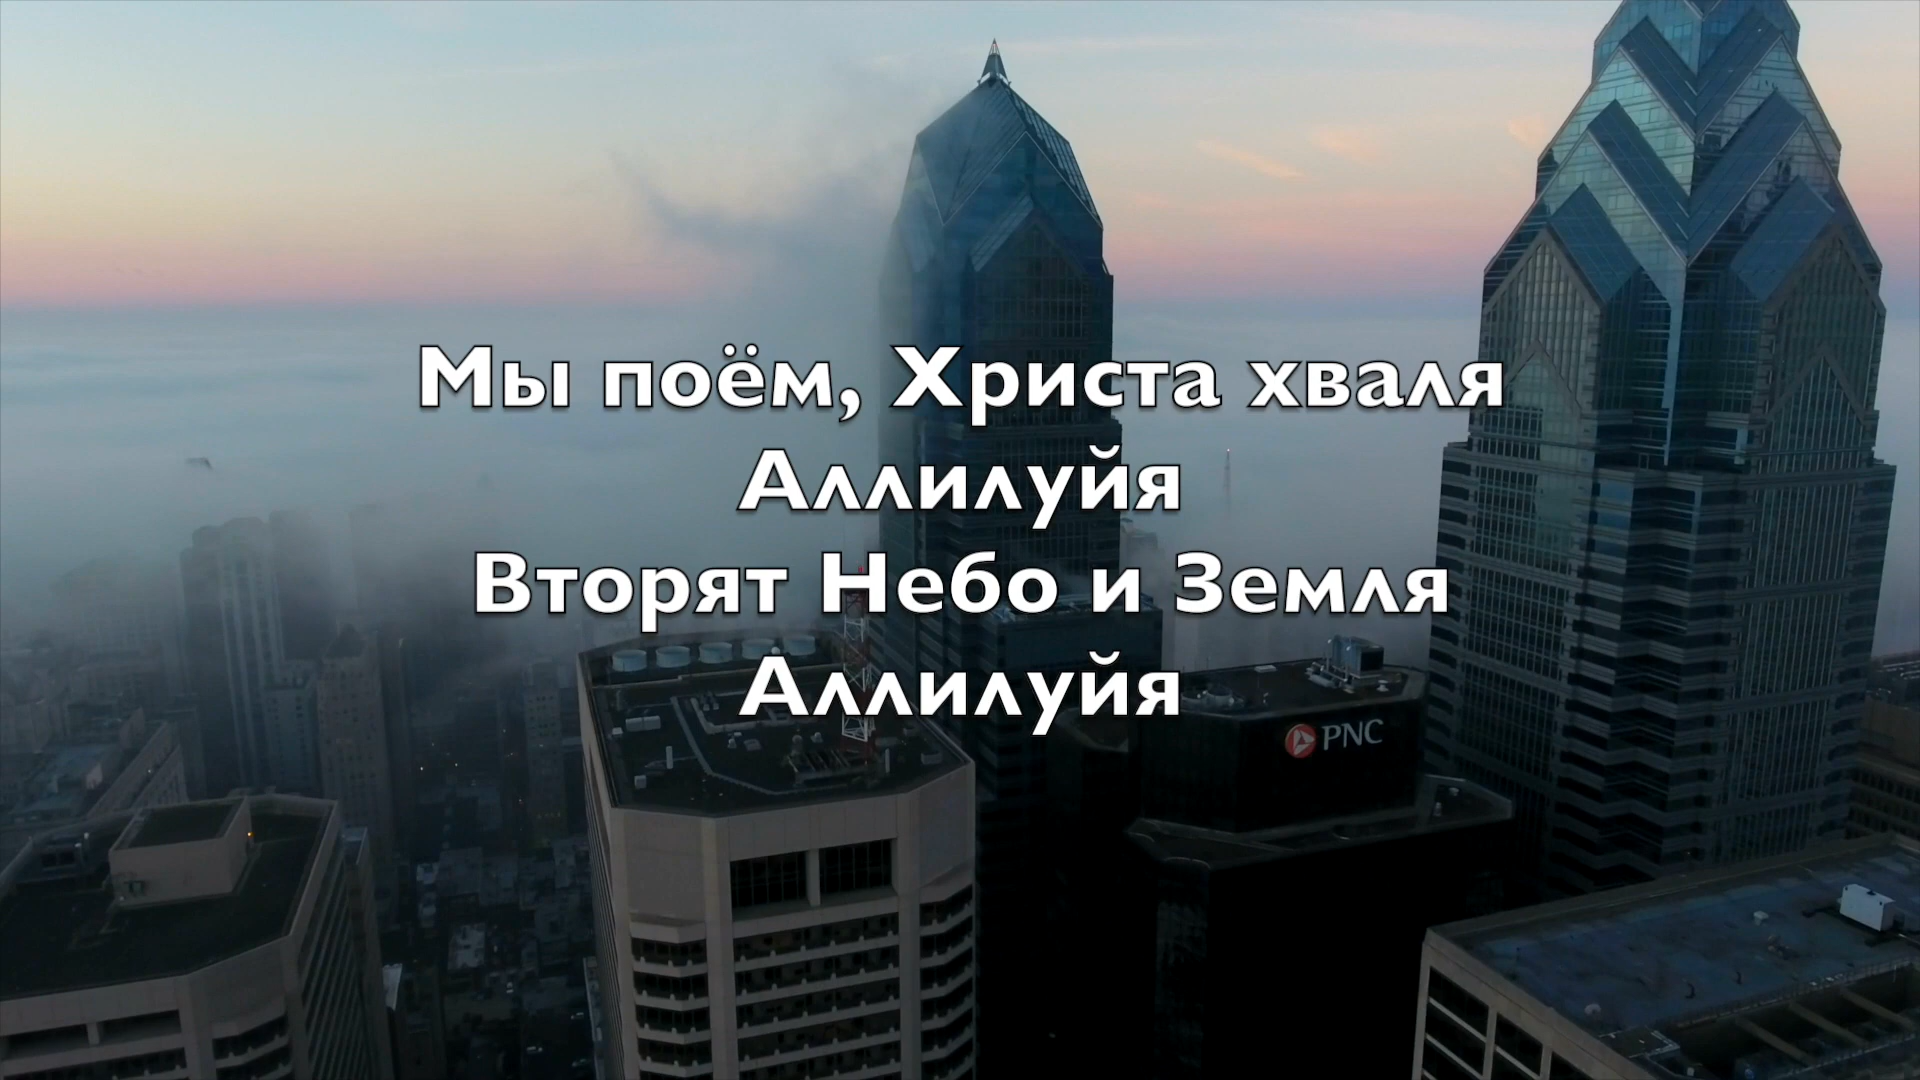 Мы поём, Христа хваля
Аллилуйя
Вторят Небо и Земля
Аллилуйя
PNC